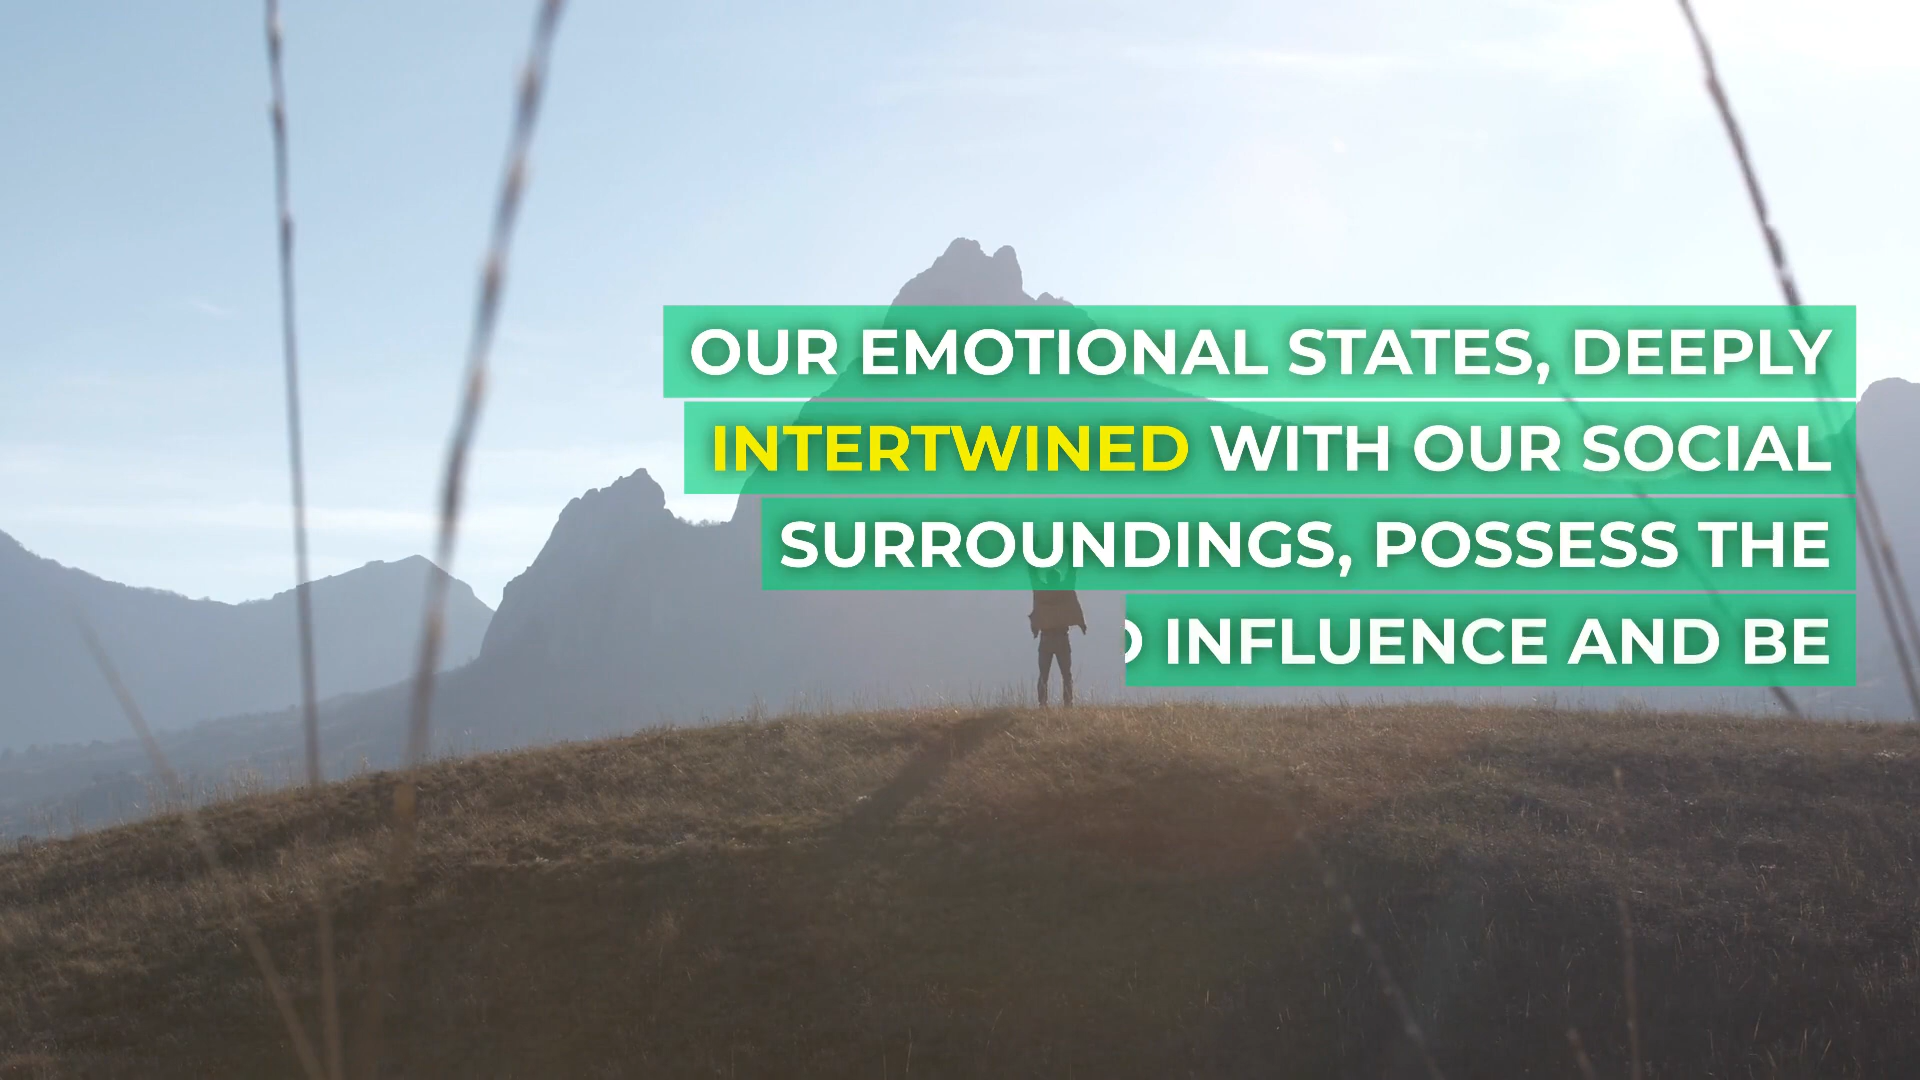 OUR EMOTIONAL STATES, DEEPLY
INTERTWINED WITH OUR SOCIAL
SURROUNDINGS, POSSESS THE
INFLUENCE AND BE